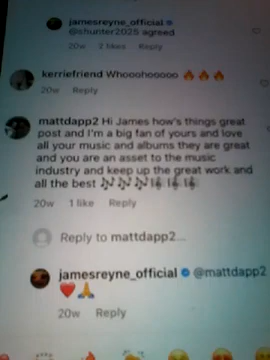 jamesreyne_official
@shunter2025 agreed
20w 2 likes Reply
kerriefriend Whooohooooo 🔥🔥🔥
20w Reply
mattdapp2 Hi James how's things great
post and I'm a big fan of yours and love
all your music and albums they are great
and you are an asset to the music
industry and keep up the great work and
all the best 🎶🎶🎶🎼🎼🎼
20w 1 like Reply
Reply to mattdapp2...
jamesreyne_official @mattdapp2
❤️🙏
20w Reply